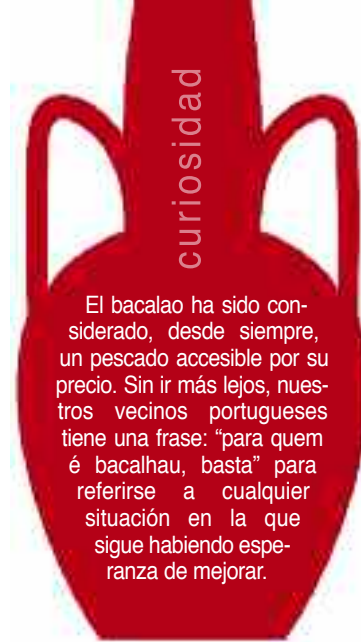 curiosidad
El bacalao ha sido con-
siderado, desde siempre,
un pescado accesible por su
precio. Sin ir más lejos, nues-
tros vecinos portugueses
tiene una frase: “para quem
é bacalhau, basta” para
referirse a cualquier
situación en la que
sigue habiendo espe-
ranza de mejorar.